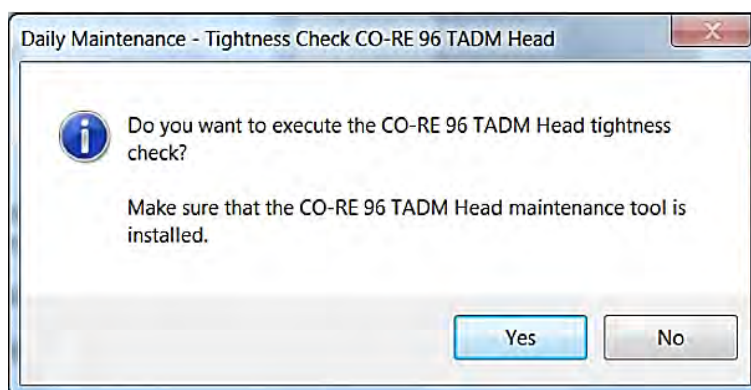 Daily Maintenance - Tightness Check CO-RE 96 TADM Head
Do you want to execute the CO-RE 96 TADM Head tightness
check?
Make sure that the CO-RE 96 TADM Head maintenance tool is
installed.
Yes
No